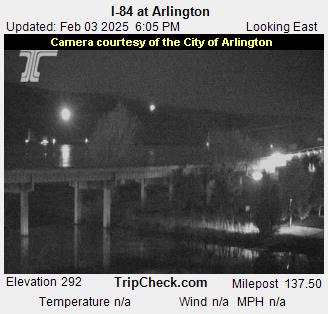 I-84 at Arlington
Updated: Feb 03 2025 6:05 PM Looking East
Camera courtesy of the City of Arlington
Elevation 292 TripCheck.com Milepost 137.50
Temperature n/a Wind n/a MPH n/a